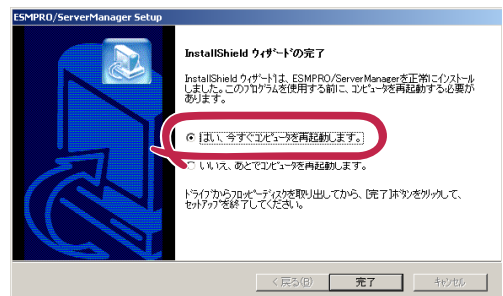 ESMPRO/ServerManager Setup
InstallShield ｳｨｻﾞｰﾄﾞの完了
InstallShield ｳｨｻﾞｰﾄﾞは、ESMPRO/ServerManagerを正常にｲﾝｽﾄｰﾙ
しました。このﾌﾟﾛｸﾞﾗﾑを使用する前に、ｺﾝﾋﾟｭｰﾀを再起動する必要が
あります。
はい、今すぐｺﾝﾋﾟｭｰﾀを再起動します。
いいえ、あとでｺﾝﾋﾟｭｰﾀを再起動します。
ﾄﾞﾗｲﾌﾞからﾌﾛｯﾋﾟｰﾃﾞｨｽｸを取り出してから、[完了]ﾎﾞﾀﾝをｸﾘｯｸして、
ｾｯﾄｱｯﾌﾟを終了してください。
< 戻る(B)
完了
ｷｬﾝｾﾙ